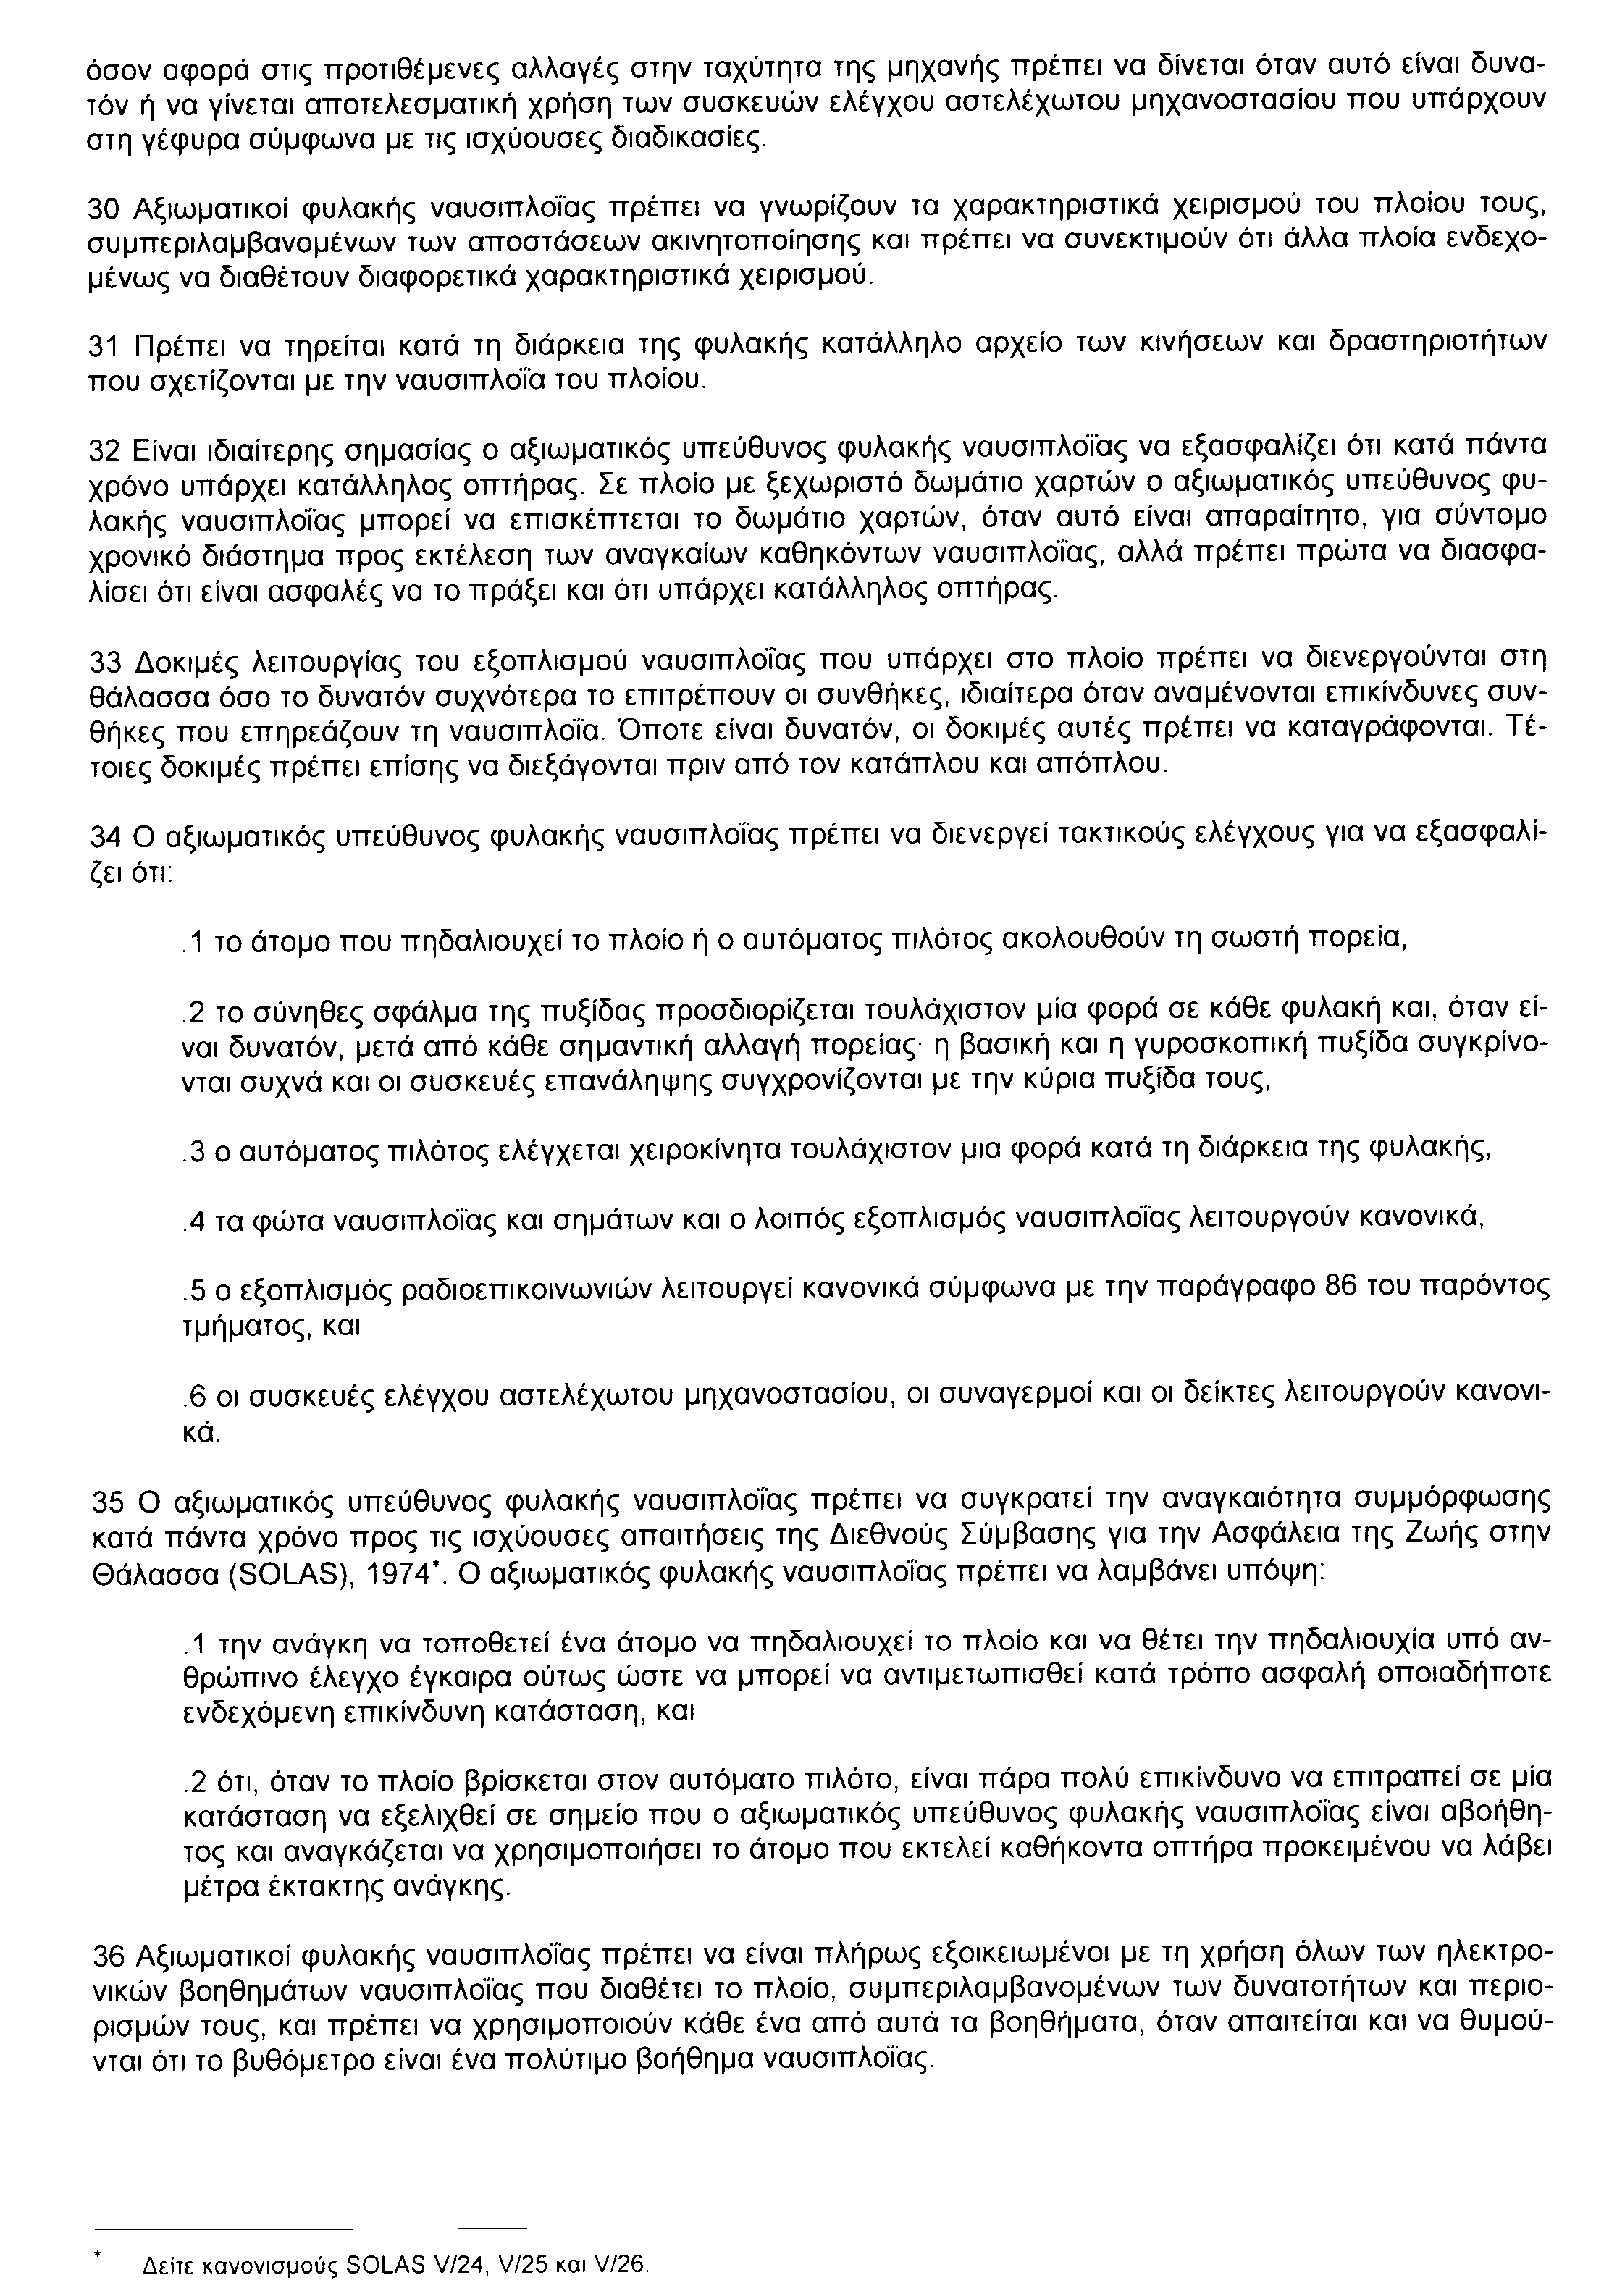 όσον αφορά στις προτιθέμενες αλλαγές στην ταχύτητα της μηχανής πρέπει να δίνεται όταν αυτό είναι δυνα-
τόν ή να γίνεται αποτελεσματική χρήση των συσκευών ελέγχου αστελέχωτου μηχανοστασίου που υπάρχουν
στη γέφυρα σύμφωνα με τις ισχύουσες διαδικασίες.
30 Αξιωματικοί φυλακής ναυσιπλοΐας πρέπει να γνωρίζουν τα χαρακτηριστικά χειρισμού του πλοίου τους,
συμπεριλαμβανομένων των αποστάσεων ακινητοποίησης και πρέπει να συνεκτιμούν ότι άλλα πλοία ενδεχο-
μένως να διαθέτουν διαφορετικά χαρακτηριστικά χειρισμού.
31 Πρέπει να τηρείται κατά τη διάρκεια της φυλακής κατάλληλο αρχείο των κινήσεων και δραστηριοτήτων
που σχετίζονται με την ναυσιπλοΐα του πλοίου.
32 Είναι ιδιαίτερης σημασίας ο αξιωματικός υπεύθυνος φυλακής ναυσιπλοΐας να εξασφαλίζει ότι κατά πάντα
χρόνο υπάρχει κατάλληλος οπτήρας. Σε πλοίο με ξεχωριστό δωμάτιο χαρτών ο αξιωματικός υπεύθυνος φυ-
λακής ναυσιπλοΐας μπορεί να επισκέπτεται το δωμάτιο χαρτών, όταν αυτό είναι απαραίτητο, για σύντομο
χρονικό διάστημα προς εκτέλεση των αναγκαίων καθηκόντων ναυσιπλοΐας, αλλά πρέπει πρώτα να διασφα-
λίσει ότι είναι ασφαλές να το πράξει και ότι υπάρχει κατάλληλος οπτήρας.
33 Δοκιμές λειτουργίας του εξοπλισμού ναυσιπλοΐας που υπάρχει στο πλοίο πρέπει να διενεργούνται στη
θάλασσα όσο το δυνατόν συχνότερα το επιτρέπουν οι συνθήκες, ιδιαίτερα όταν αναμένονται επικίνδυνες συν-
θήκες που επηρεάζουν τη ναυσιπλοΐα. Όποτε είναι δυνατόν, οι δοκιμές αυτές πρέπει να καταγράφονται. Τέ-
τοιες δοκιμές πρέπει επίσης να διεξάγονται πριν από τον κατάπλου και απόπλου.
34 Ο αξιωματικός υπεύθυνος φυλακής ναυσιπλοΐας πρέπει να διενεργεί τακτικούς ελέγχους για να εξασφαλί-
ζει ότι:
.1 το άτομο που πηδαλιουχεί το πλοίο ή ο αυτόματος πιλότος ακολουθούν τη σωστή πορεία,
.2 το σύνηθες σφάλμα της πυξίδας προσδιορίζεται τουλάχιστον μία φορά σε κάθε φυλακή και, όταν εί-
ναι δυνατόν, μετά από κάθε σημαντική αλλαγή πορείας· η βασική και η γυροσκοπική πυξίδα συγκρίνο-
νται συχνά και οι συσκευές επανάληψης συγχρονίζονται με την κύρια πυξίδα τους,
.3 ο αυτόματος πιλότος ελέγχεται χειροκίνητα τουλάχιστον μια φορά κατά τη διάρκεια της φυλακής,
.4 τα φώτα ναυσιπλοΐας και σημάτων και ο λοιπός εξοπλισμός ναυσιπλοΐας λειτουργούν κανονικά,
.5 ο εξοπλισμός ραδιοεπικοινωνιών λειτουργεί κανονικά σύμφωνα με την παράγραφο 86 του παρόντος
τμήματος, και
.6 οι συσκευές ελέγχου αστελέχωτου μηχανοστασίου, οι συναγερμοί και οι δείκτες λειτουργούν κανονι-
κά.
35 Ο αξιωματικός υπεύθυνος φυλακής ναυσιπλοΐας πρέπει να συγκρατεί την αναγκαιότητα συμμόρφωσης
κατά πάντα χρόνο προς τις ισχύουσες απαιτήσεις της Διεθνούς Σύμβασης για την Ασφάλεια της Ζωής στην
Θάλασσα (SOLAS), 1974*. Ο αξιωματικός φυλακής ναυσιπλοΐας πρέπει να λαμβάνει υπόψη:
.1 την ανάγκη να τοποθετεί ένα άτομο να πηδαλιουχεί το πλοίο και να θέτει την πηδαλιουχία υπό αν-
θρώπινο έλεγχο έγκαιρα ούτως ώστε να μπορεί να αντιμετωπισθεί κατά τρόπο ασφαλή οποιαδήποτε
ενδεχόμενη επικίνδυνη κατάσταση, και
.2 ότι, όταν το πλοίο βρίσκεται στον αυτόματο πιλότο, είναι πάρα πολύ επικίνδυνο να επιτραπεί σε μία
κατάσταση να εξελιχθεί σε σημείο που ο αξιωματικός υπεύθυνος φυλακής ναυσιπλοΐας είναι αβοήθη-
τος και αναγκάζεται να χρησιμοποιήσει το άτομο που εκτελεί καθήκοντα οπτήρα προκειμένου να λάβει
μέτρα έκτακτης ανάγκης.
36 Αξιωματικοί φυλακής ναυσιπλοΐας πρέπει να είναι πλήρως εξοικειωμένοι με τη χρήση όλων των ηλεκτρο-
νικών βοηθημάτων ναυσιπλοΐας που διαθέτει το πλοίο, συμπεριλαμβανομένων των δυνατοτήτων και περιο-
ρισμών τους, και πρέπει να χρησιμοποιούν κάθε ένα από αυτά τα βοηθήματα, όταν απαιτείται και να θυμού-
νται ότι το βυθόμετρο είναι ένα πολύτιμο βοήθημα ναυσιπλοΐας.
* Δείτε κανονισμούς SOLAS V/24, V/25 και V/26.